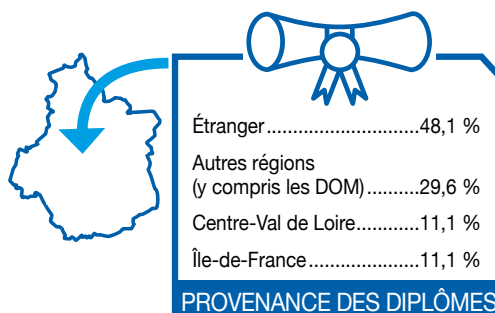 Étranger............................48,1 %
Autres régions
(y compris les DOM)..........29,6 %
Centre-Val de Loire............11,1 %
Île-de-France.....................11,1 %
PROVENANCE DES DIPLÔMES